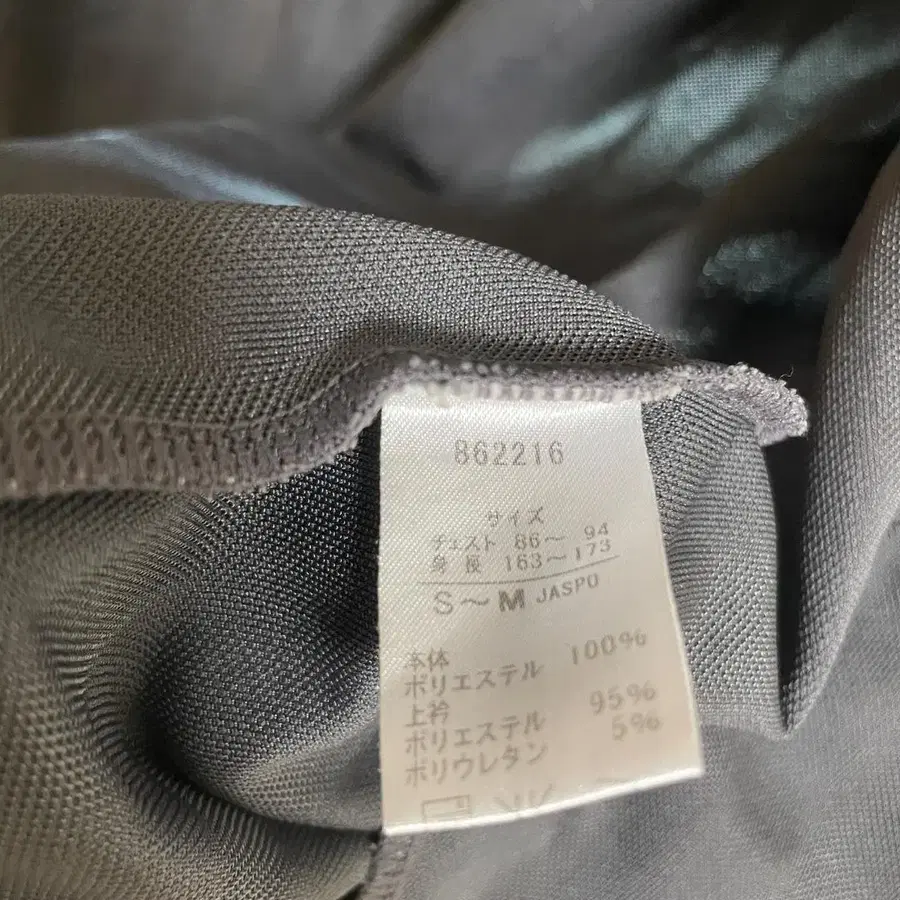 862216
サイズ
チェスト 86～ 94
身長 163～173
S～M JASPO
本体
ポリエステル 100%
上衿
ポリエステル 95%
ポリウレタン 5%